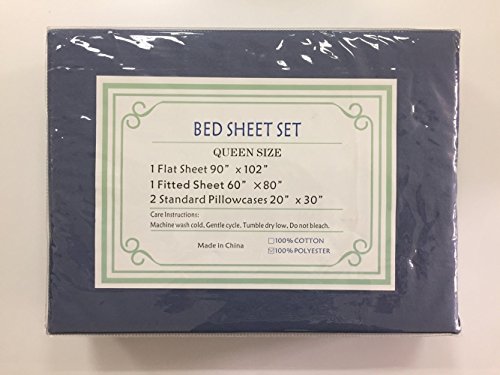 BED SHEET SET
QUEEN SIZE
1 Flat Sheet 90" x 102"
1 Fitted Sheet 60" ×80"
2 Standard Pillowcases 20" x 30"
Care Instructions:
Machine wash cold, Gentle cycle. Tumble dry low, Do not bleach.
Made in China
☐100% COTTON
☑100% POLYESTER